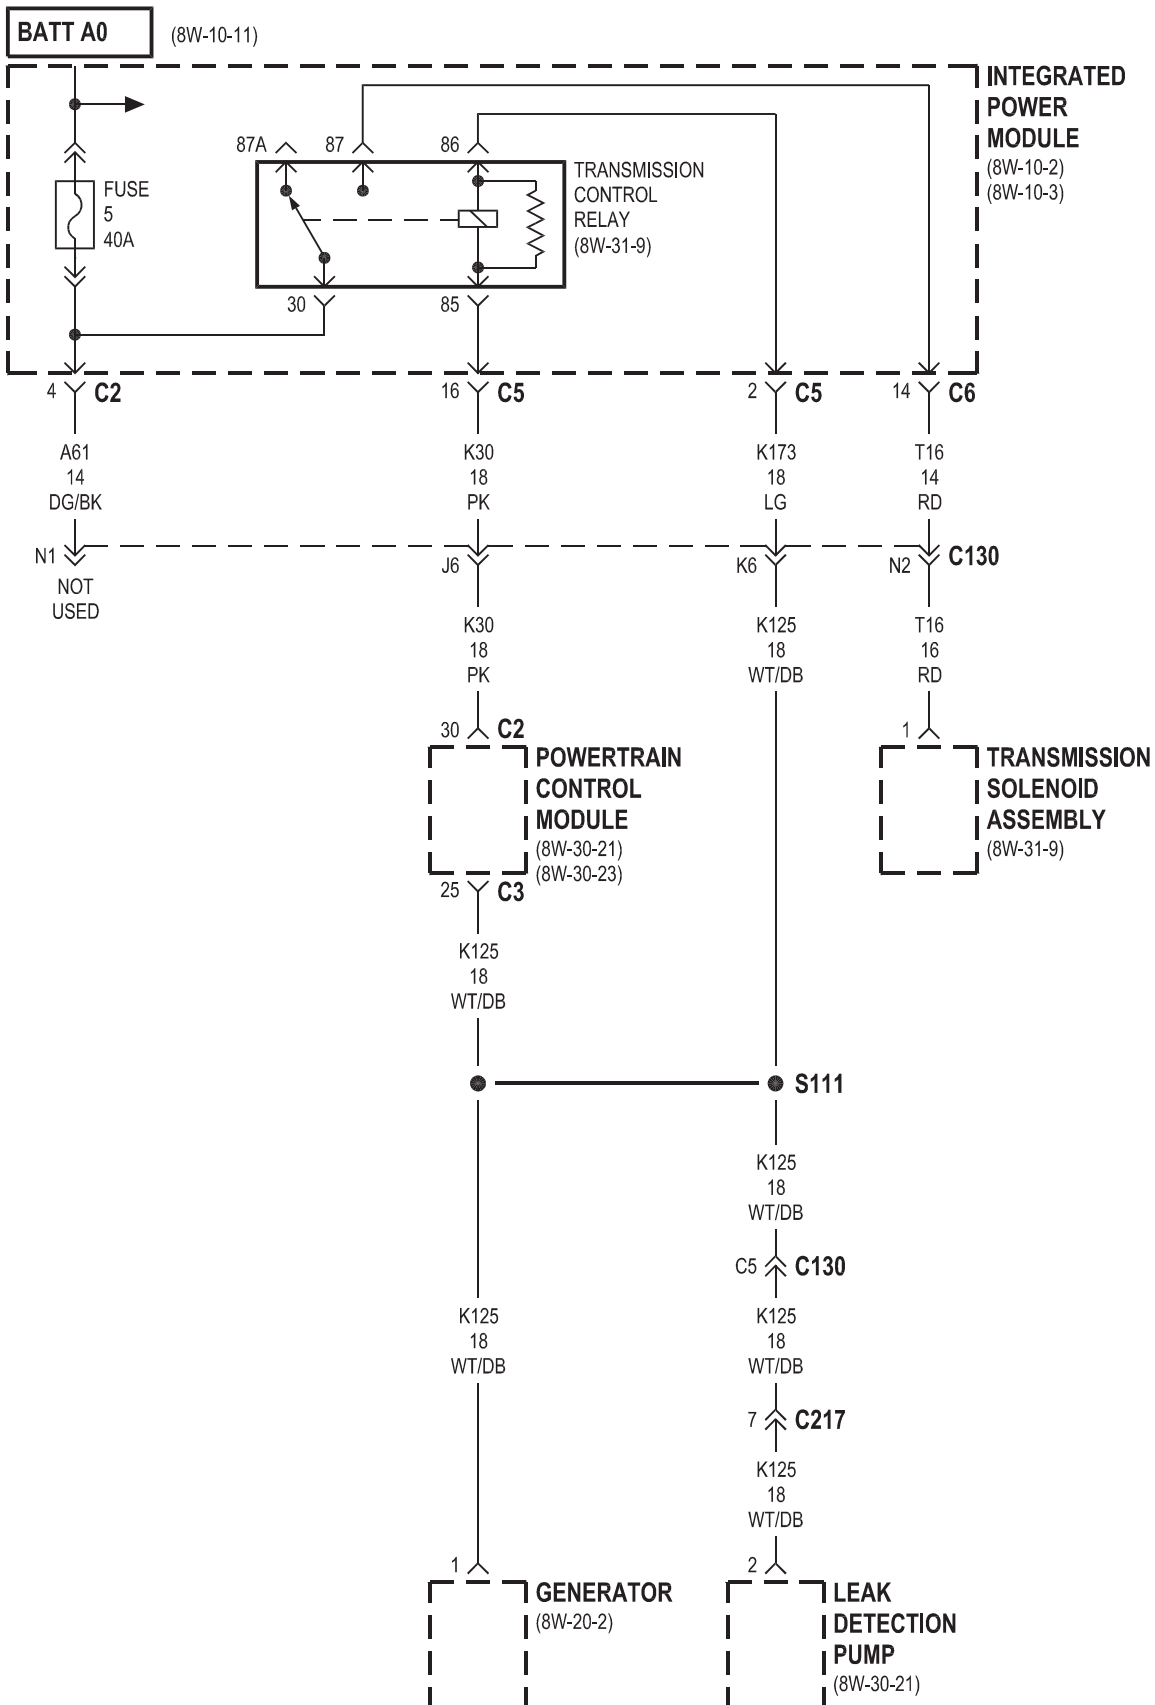 BATT A0
(8W-10-11)
INTEGRATED
POWER
MODULE
(8W-10-2)
(8W-10-3)
87A
87
86
TRANSMISSION
CONTROL
RELAY
(8W-31-9)
FUSE
5
40A
30
85
4
C2
16
C5
2
C5
14
C6
A61
14
DG/BK
K30
18
PK
K173
18
LG
T16
14
RD
N1
J6
K6
N2
C130
NOT
USED
K30
18
PK
K125
18
WT/DB
T16
16
RD
30
C2
POWERTRAIN
CONTROL
MODULE
(8W-30-21)
(8W-30-23)
1
TRANSMISSION
SOLENOID
ASSEMBLY
(8W-31-9)
25
C3
K125
18
WT/DB
S111
K125
18
WT/DB
C5
C130
K125
18
WT/DB
K125
18
WT/DB
7
C217
K125
18
WT/DB
1
GENERATOR
(8W-20-2)
2
LEAK
DETECTION
PUMP
(8W-30-21)